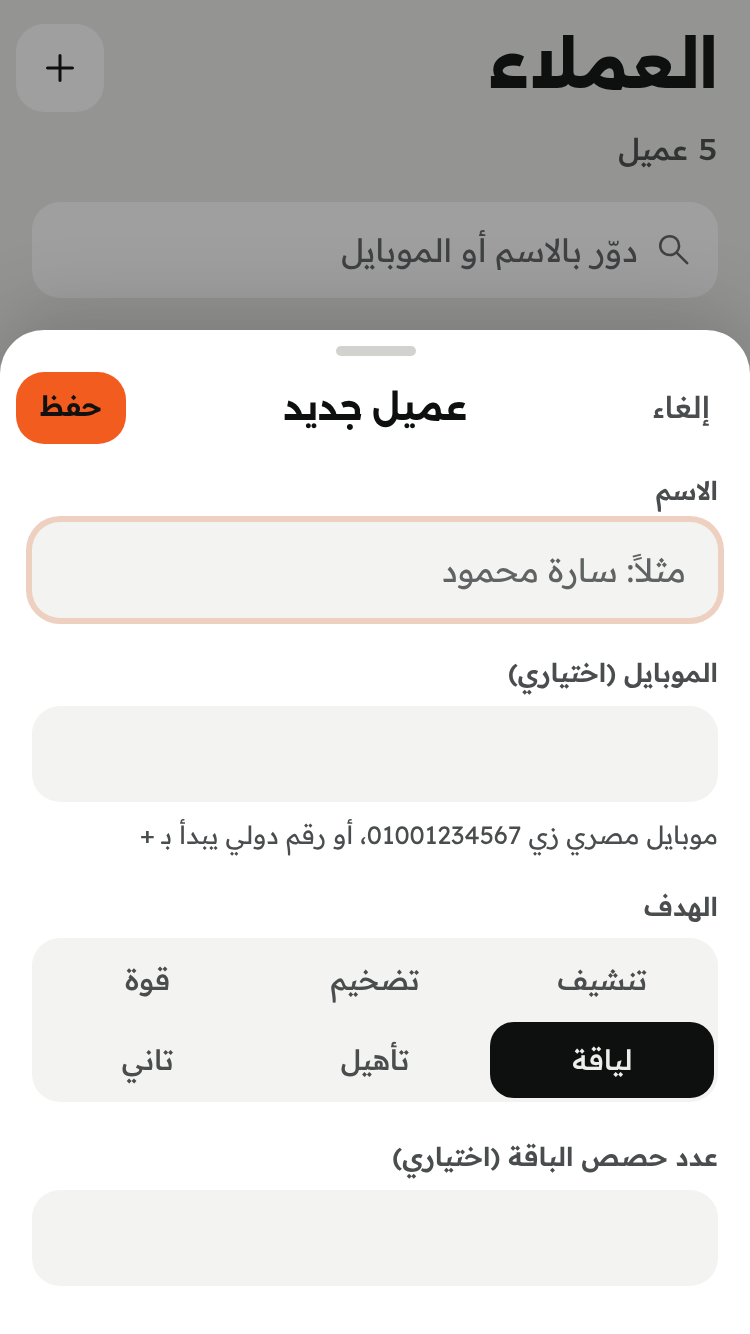 العملاء
+
5 عميل
دوّر بالاسم أو الموبايل
إلغاء
عميل جديد
حفظ
الاسم
مثلاً: سارة محمود
الموبايل (اختياري)
موبايل مصري زي 01001234567، أو رقم دولي يبدأ بـ +
الهدف
تنشيف
تضخيم
قوة
لياقة
تأهيل
تاني
عدد حصص الباقة (اختياري)